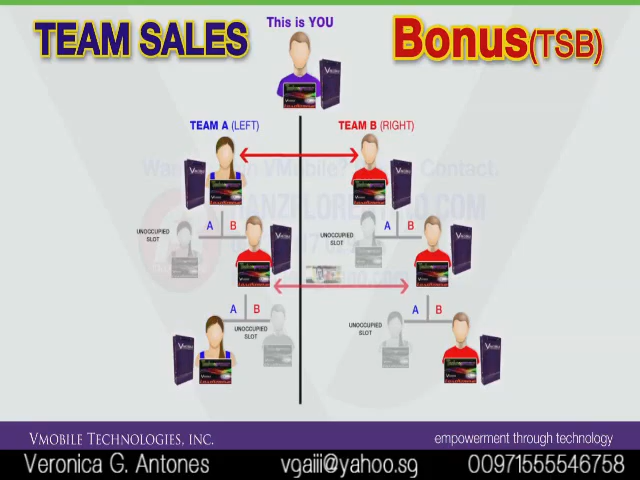 This is YOU
TEAM SALES
Bonus(TSB)
TEAM A (LEFT)
TEAM B (RIGHT)
A B
A B
UNOCCUPIED
SLOT
UNOCCUPIED
SLOT
A B
A B
UNOCCUPIED
SLOT
UNOCCUPIED
SLOT
VMOBILE TECHNOLOGIES, INC.
empowerment through technology
Veronica G. Antones
vgaiii@yahoo.sg
00971555546758